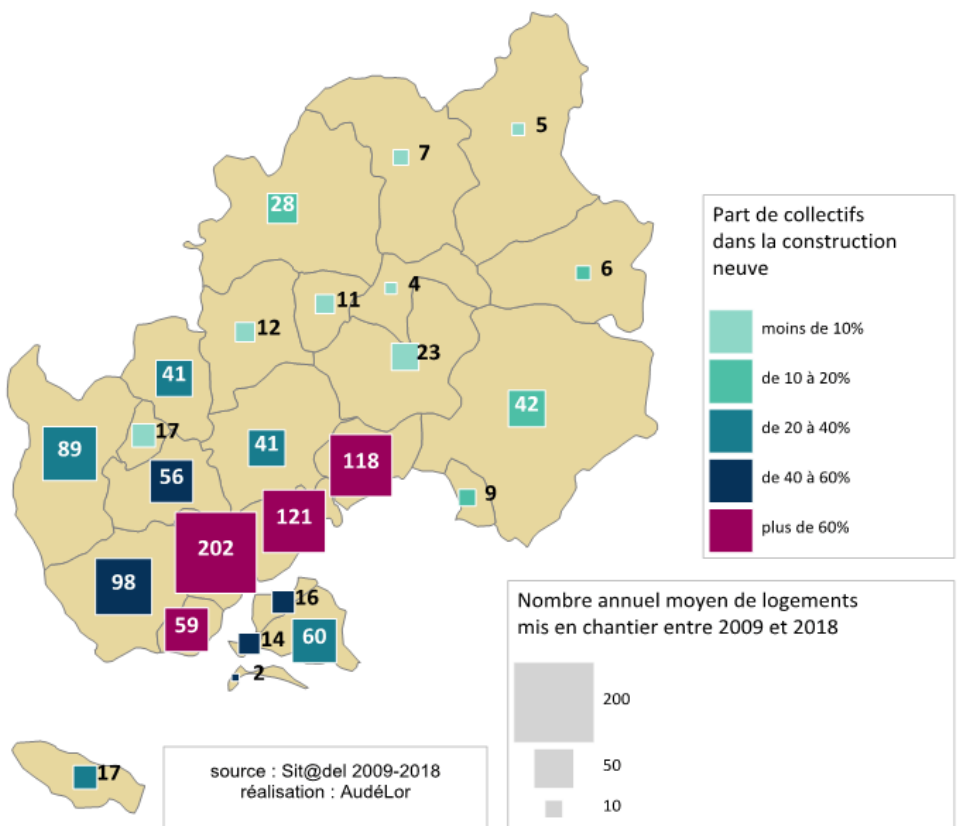 5
7
28
6
4
11
12
23
41
42
17
89
41
118
56
9
121
202
98
16
59
14
60
2
17
Part de collectifs
dans la construction
neuve
moins de 10%
de 10 à 20%
de 20 à 40%
de 40 à 60%
plus de 60%
Nombre annuel moyen de logements
mis en chantier entre 2009 et 2018
200
50
10
source : Sit@del 2009-2018
réalisation : AudéLor